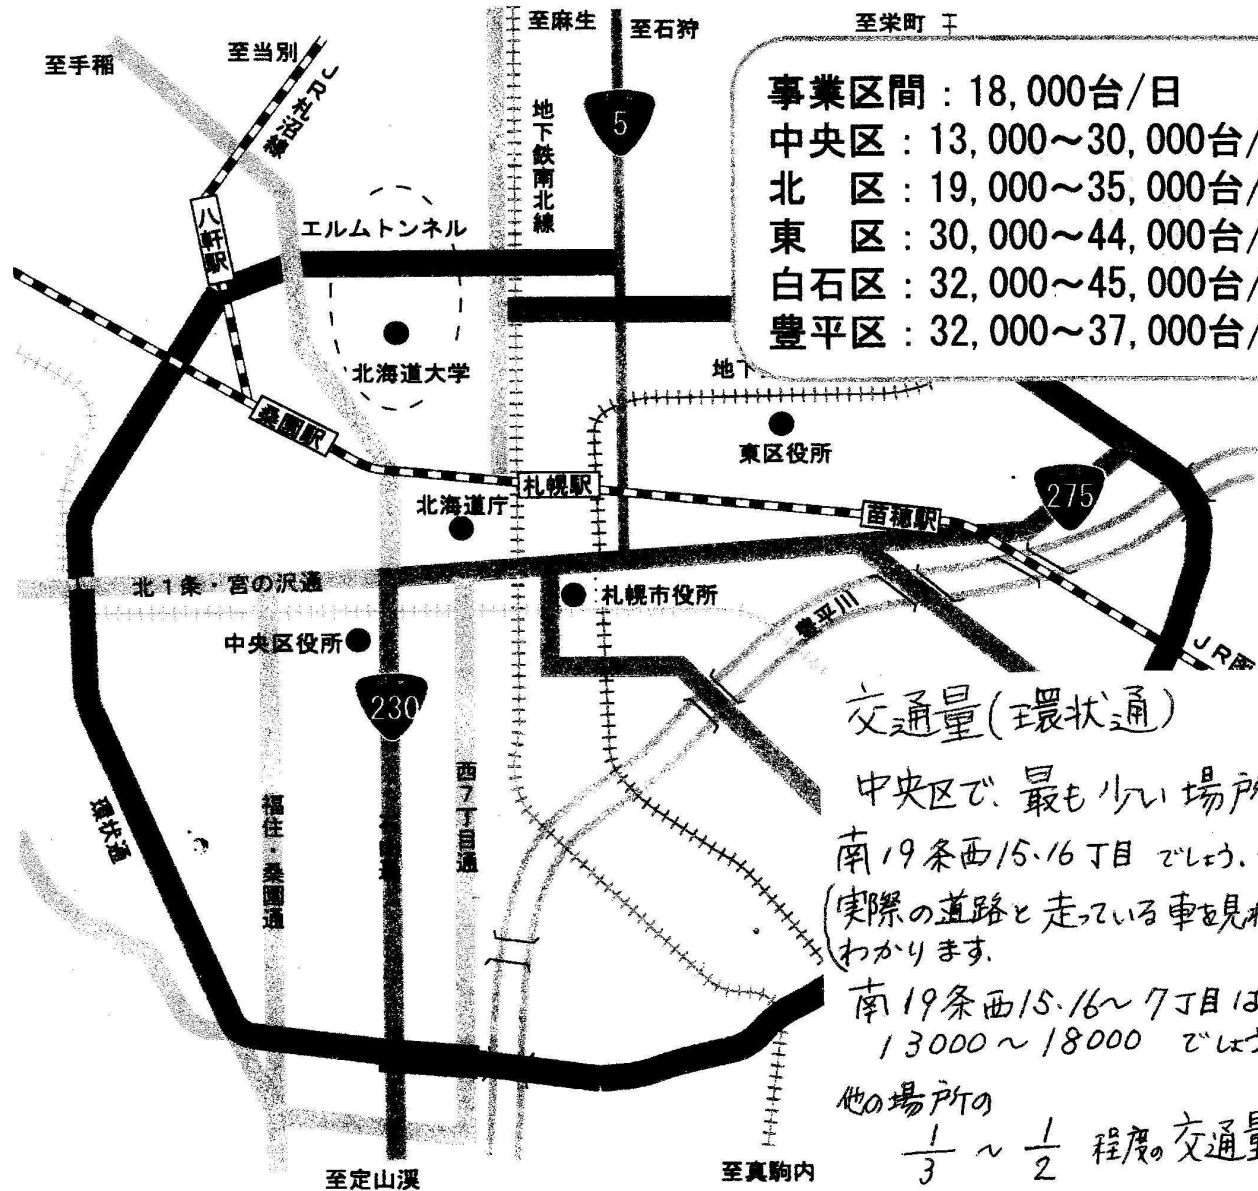 至麻生
至石狩
至栄町
至手稲
至当別
JR札沼線
地下鉄南北線
5
事業区間：18,000台/日
中央区：13,000～30,000台/
北　区：19,000～35,000台/
東　区：30,000～44,000台/
白石区：32,000～45,000台/
豊平区：32,000～37,000台/
八軒駅
エルムトンネル
北海道大学
地下
桑園駅
東区役所
北海道庁
札幌駅
苗穂駅
275
北1条・宮の沢通
札幌市役所
中央区役所
豊平川
JR函
230
環状通
福住・桑園通
西7丁目通
交通量(環状通)
中央区で、最も少い場所
南19条西15・16丁目 でしょう.
(実際の道路と走っている車を見れ
わかります.
南19条西15・16～7丁目は
13000～18000 でしょう
他の場所の
1/3 ～ 1/2 程度の交通量
至定山渓
至真駒内